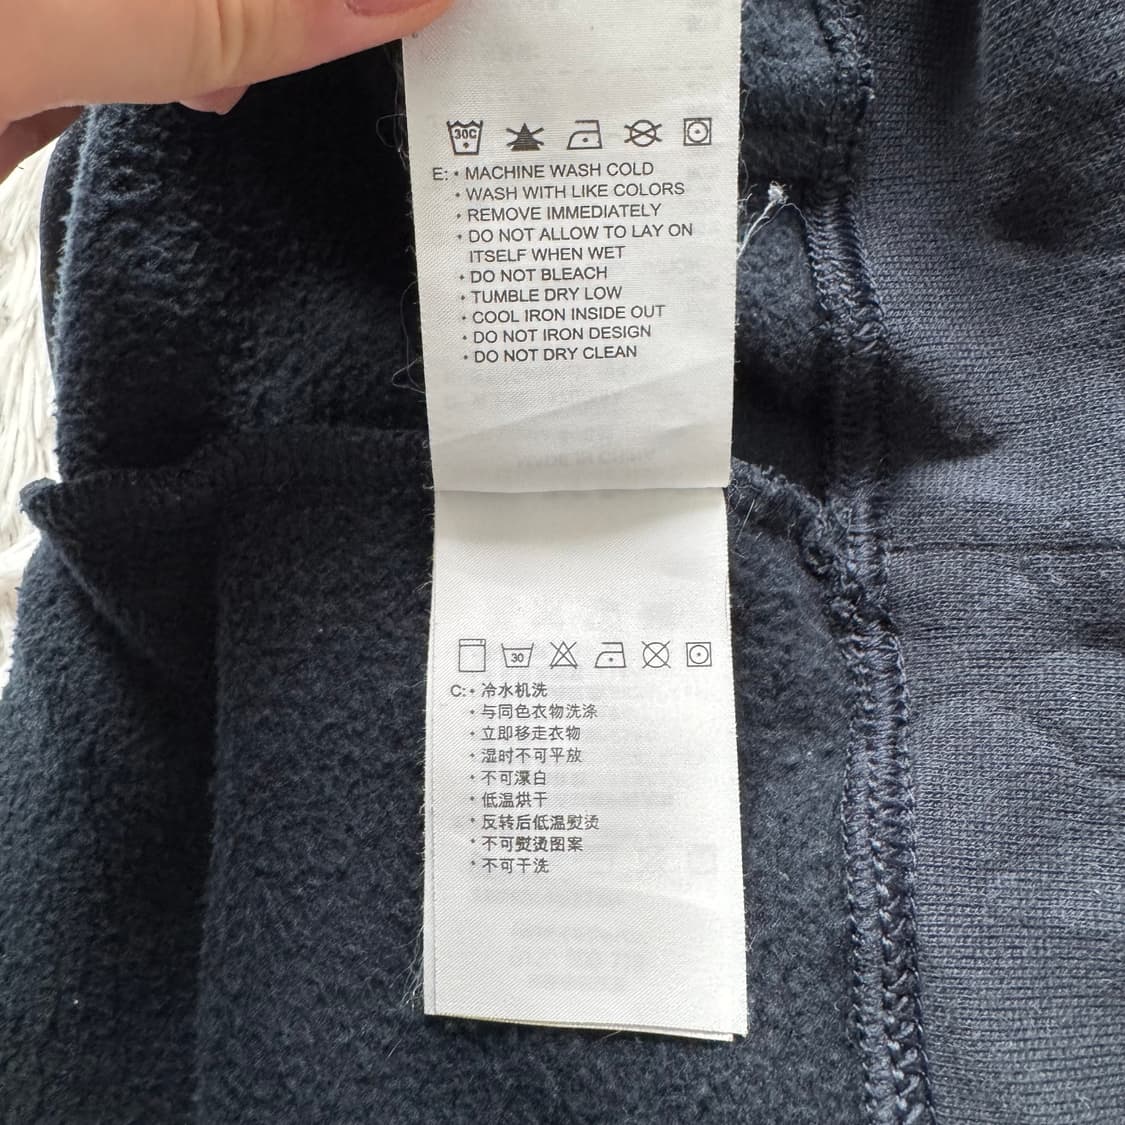 30C
E: • MACHINE WASH COLD
• WASH WITH LIKE COLORS
• REMOVE IMMEDIATELY
• DO NOT ALLOW TO LAY ON
ITSELF WHEN WET
• DO NOT BLEACH
• TUMBLE DRY LOW
• COOL IRON INSIDE OUT
• DO NOT IRON DESIGN
• DO NOT DRY CLEAN
30
C: • 冷水机洗
• 与同色衣物洗涤
• 立即移走衣物
• 湿时不可平放
• 不可漂白
• 低温烘干
• 反转后低温熨烫
• 不可熨烫图案
• 不可干洗